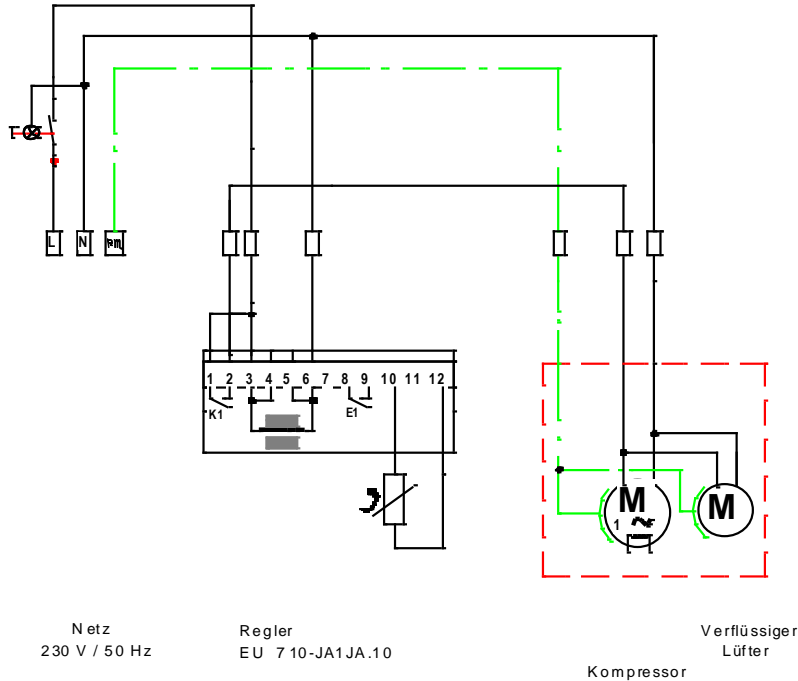 L N
1 2 3 4 5 6 7 8 9 10 11 12
K1 E1
M M
1
Netz
230 V / 50 Hz
Regler
EU 710-JA1JA.10
Kompressor
Verflüssiger
Lüfter